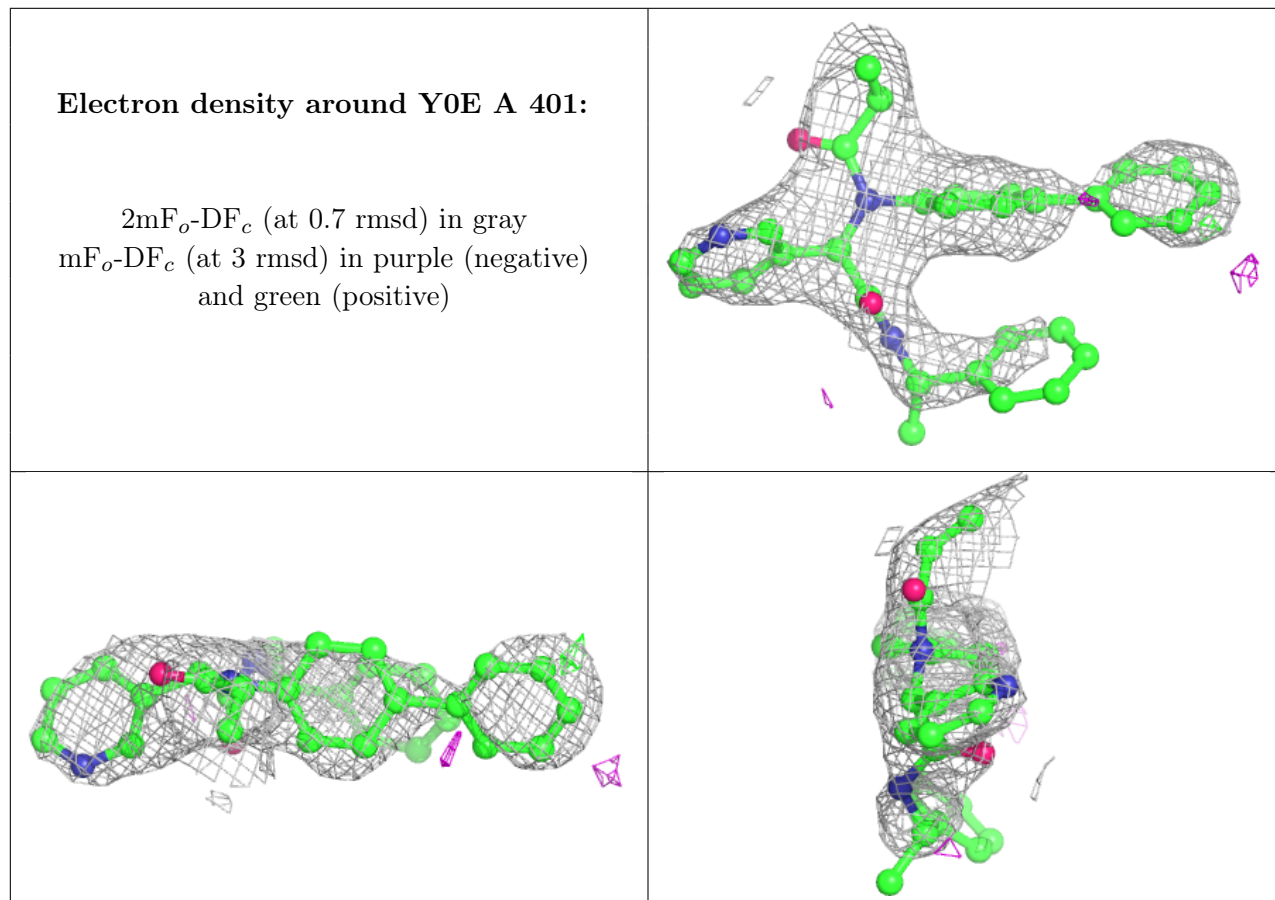 Electron density around Y0E A 401:
2mFo-DFc (at 0.7 rmsd) in gray
mFo-DFc (at 3 rmsd) in purple (negative)
and green (positive)